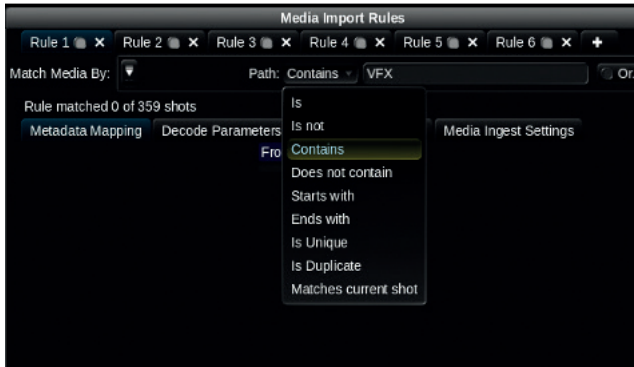 Media Import Rules
Rule 1 Rule 2 Rule 3 Rule 4 Rule 5 Rule 6
Match Media By: Path: Contains VFX Or
Rule matched 0 of 359 shots
Metadata Mapping Decode Parameters Media Ingest Settings
Fro
Is
Is not
Contains
Does not contain
Starts with
Ends with
Is Unique
Is Duplicate
Matches current shot